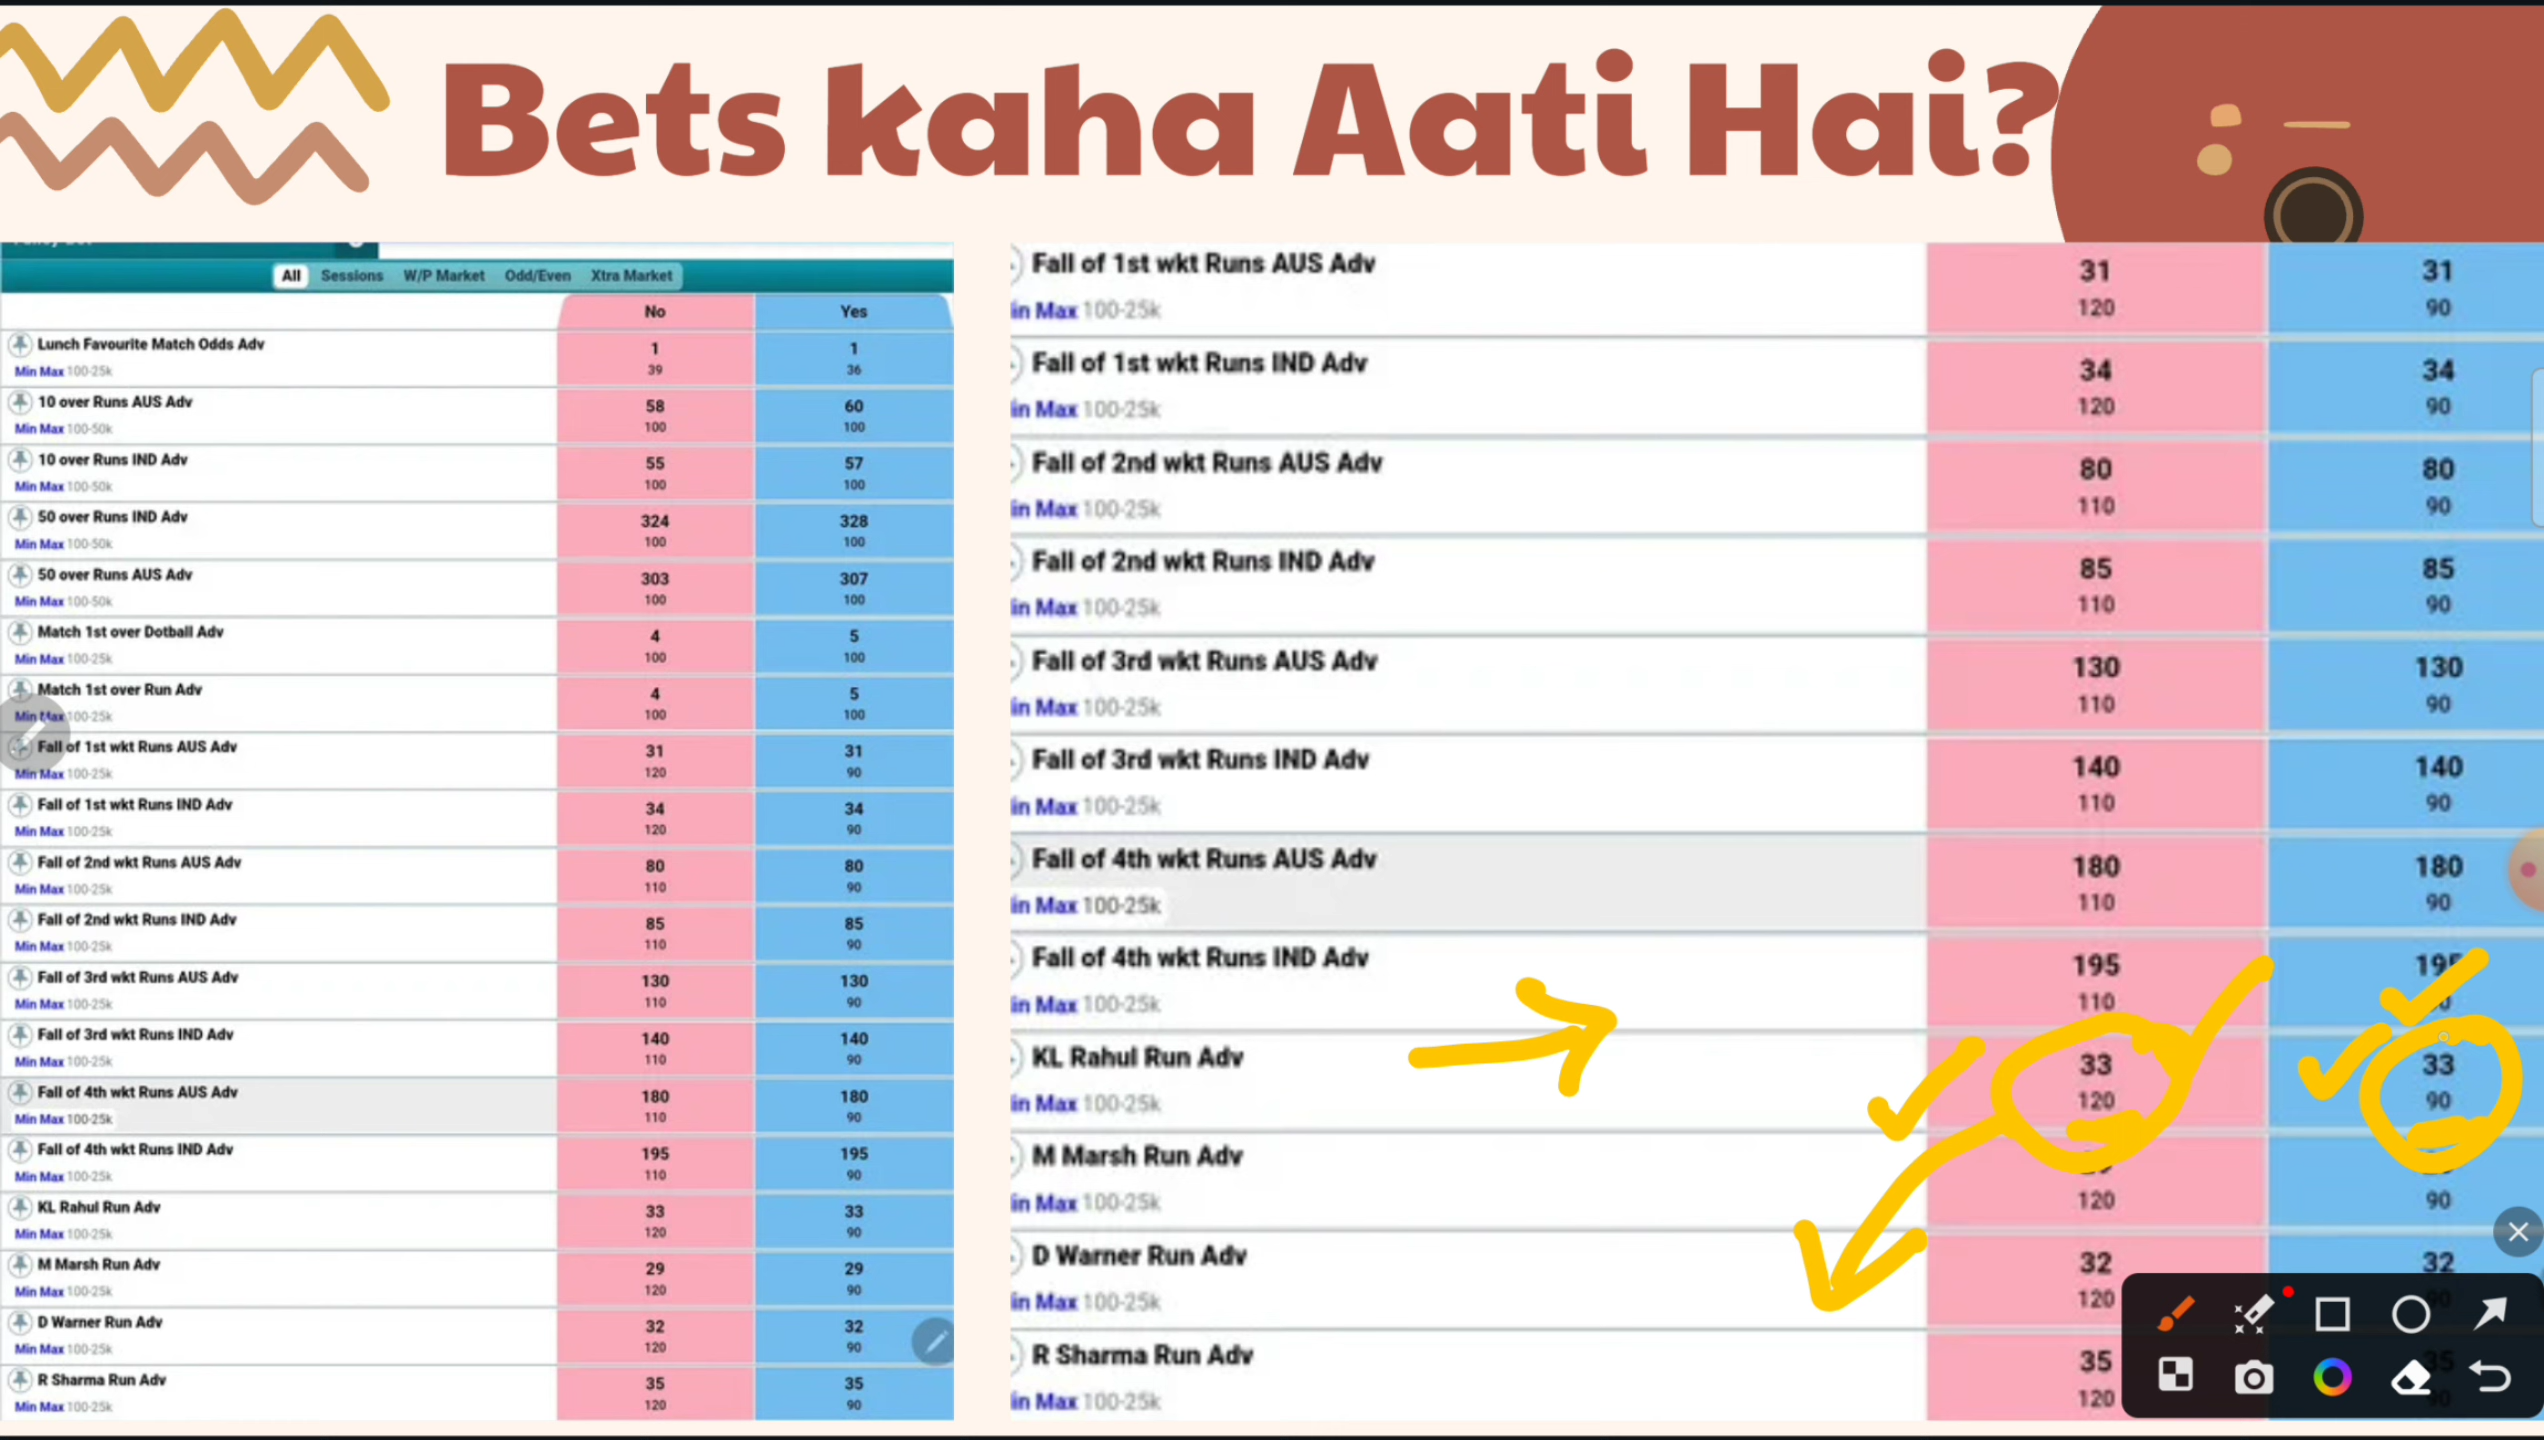 Bets kaha Aati Hai?
All Sessions W/P Market Odd/Even Xtra Market
No Yes
Lunch Favourite Match Odds Adv 1 1
Min Max 100-25k 39 36
10 over Runs AUS Adv 58 60
Min Max 100-50k 100 100
10 over Runs IND Adv 55 57
Min Max 100-50k 100 100
50 over Runs IND Adv 324 328
Min Max 100-50k 100 100
50 over Runs AUS Adv 303 307
Min Max 100-50k 100 100
Match 1st over Dotball Adv 4 5
Min Max 100-25k 100 100
Match 1st over Run Adv 4 5
Min Max 100-25k 100 100
Fall of 1st wkt Runs AUS Adv 31 31
Min Max 100-25k 120 90
Fall of 1st wkt Runs IND Adv 34 34
Min Max 100-25k 120 90
Fall of 2nd wkt Runs AUS Adv 80 80
Min Max 100-25k 110 90
Fall of 2nd wkt Runs IND Adv 85 85
Min Max 100-25k 110 90
Fall of 3rd wkt Runs AUS Adv 130 130
Min Max 100-25k 110 90
Fall of 3rd wkt Runs IND Adv 140 140
Min Max 100-25k 110 90
Fall of 4th wkt Runs AUS Adv 180 180
Min Max 100-25k 110 90
Fall of 4th wkt Runs IND Adv 195 195
Min Max 100-25k 110 90
KL Rahul Run Adv 33 33
Min Max 100-25k 120 90
M Marsh Run Adv 29 29
Min Max 100-25k 120 90
D Warner Run Adv 32 32
Min Max 100-25k 120 90
R Sharma Run Adv 35 35
Min Max 100-25k 120 90
Fall of 1st wkt Runs AUS Adv 31 31
in Max 100-25k 120 90
Fall of 1st wkt Runs IND Adv 34 34
in Max 100-25k 120 90
Fall of 2nd wkt Runs AUS Adv 80 80
in Max 100-25k 110 90
Fall of 2nd wkt Runs IND Adv 85 85
in Max 100-25k 110 90
Fall of 3rd wkt Runs AUS Adv 130 130
in Max 100-25k 110 90
Fall of 3rd wkt Runs IND Adv 140 140
in Max 100-25k 110 90
Fall of 4th wkt Runs AUS Adv 180 180
in Max 100-25k 110 90
Fall of 4th wkt Runs IND Adv 195
in Max 100-25k 110
KL Rahul Run Adv 33 33
in Max 100-25k 120 90
M Marsh Run Adv
in Max 100-25k 120 90
D Warner Run Adv 32 32
in Max 100-25k 120 90
R Sharma Run Adv 35 35
in Max 100-25k 120 90